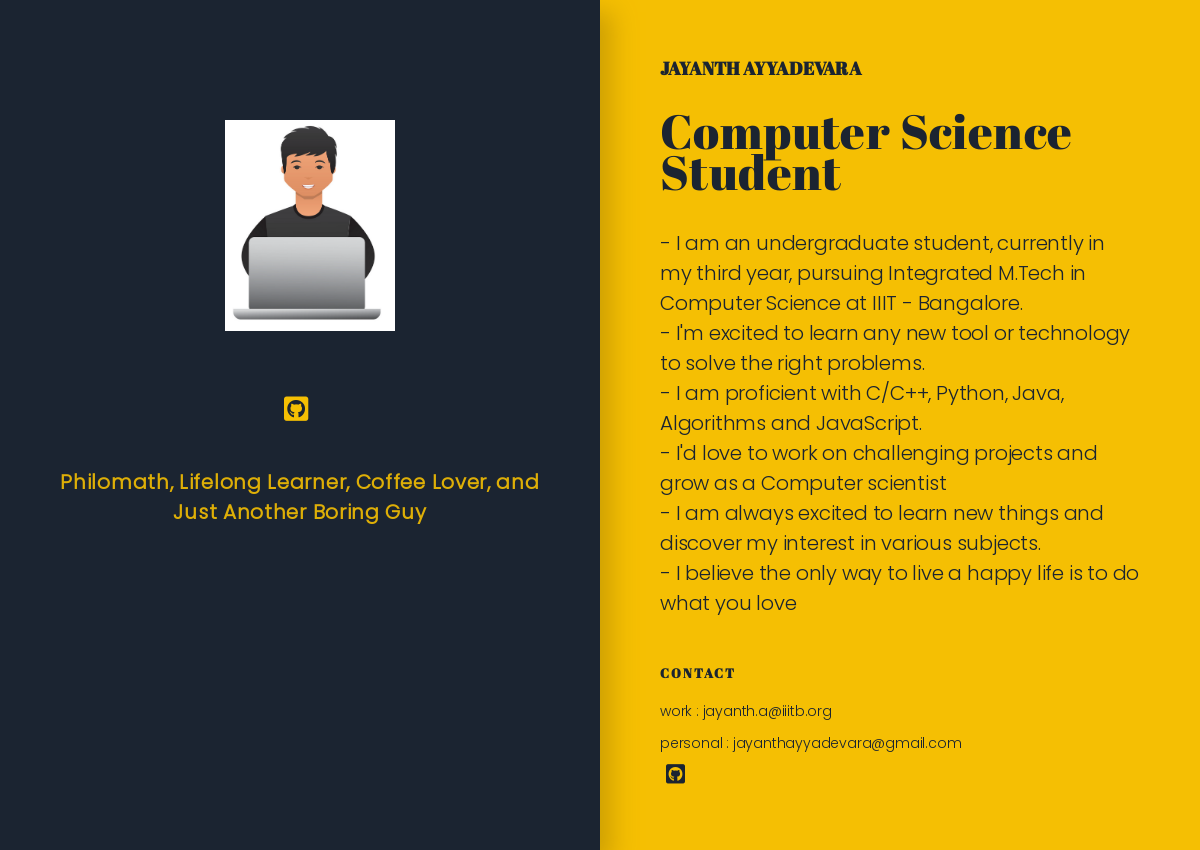 Philomath, Lifelong Learner, Coffee Lover, and
Just Another Boring Guy
JAYANTH AYYADEVARA
Computer Science
Student
- I am an undergraduate student, currently in
my third year, pursuing Integrated M.Tech in
Computer Science at IIIT - Bangalore.
- I'm excited to learn any new tool or technology
to solve the right problems.
- I am proficient with C/C++, Python, Java,
Algorithms and JavaScript.
- I'd love to work on challenging projects and
grow as a Computer scientist
- I am always excited to learn new things and
discover my interest in various subjects.
- I believe the only way to live a happy life is to do
what you love
CONTACT
work : jayanth.a@iiitb.org
personal : jayanthayyadevara@gmail.com